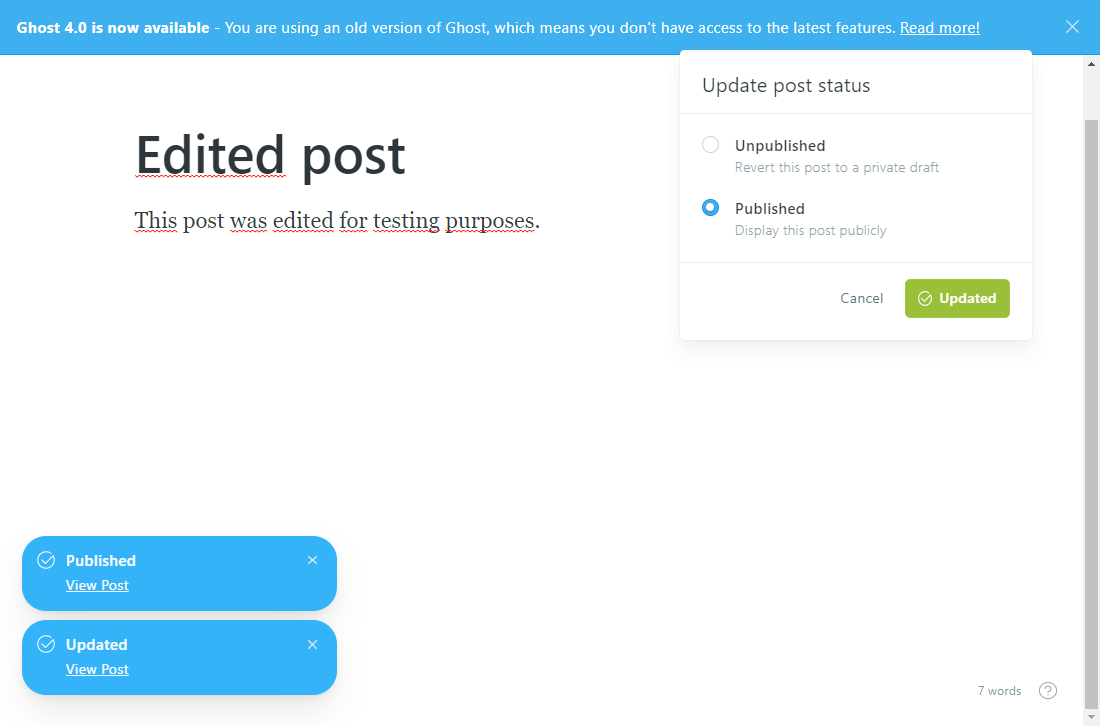 Ghost 4.0 is now available - You are using an old version of Ghost, which means you don't have access to the latest features. Read more!
Update post status
Edited post
Unpublished
Revert this post to a private draft
This post was edited for testing purposes.
Published
Display this post publicly
Cancel
Updated
Published
View Post
Updated
View Post
7 words